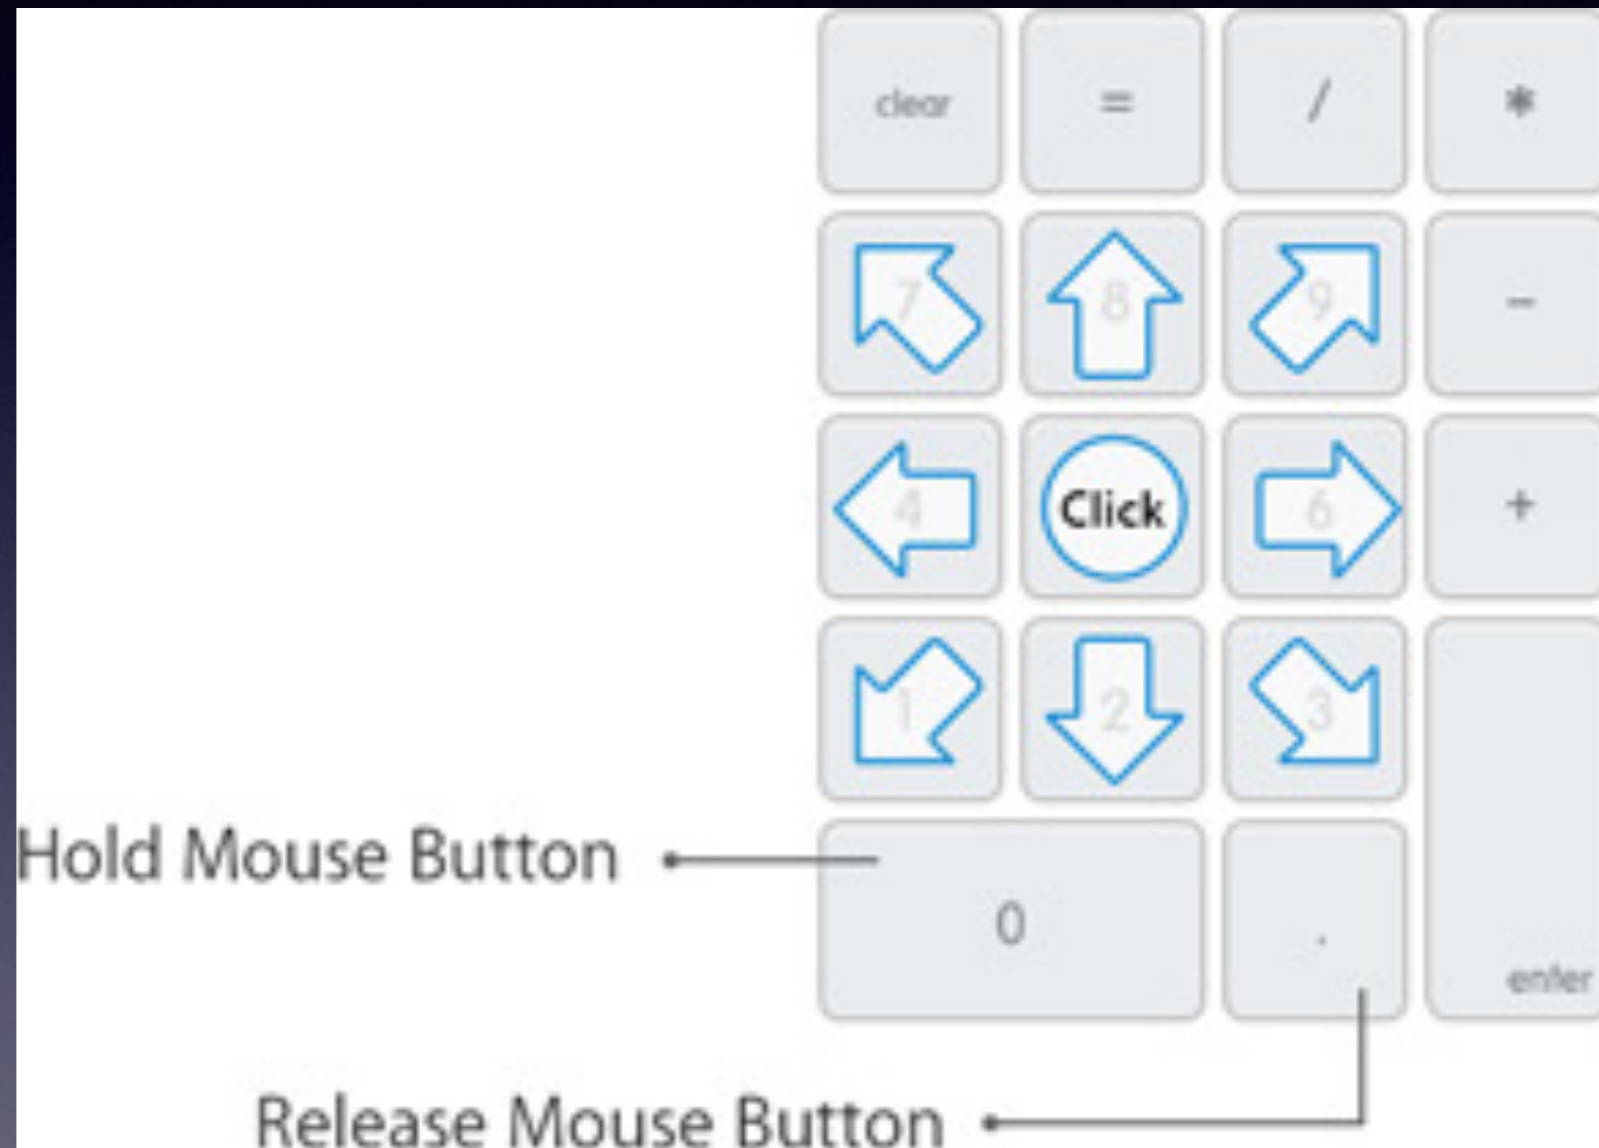 clear = / *
7 8 9 -
4 Click 6 +
1 2 3
Hold Mouse Button
0 .
enter
Release Mouse Button